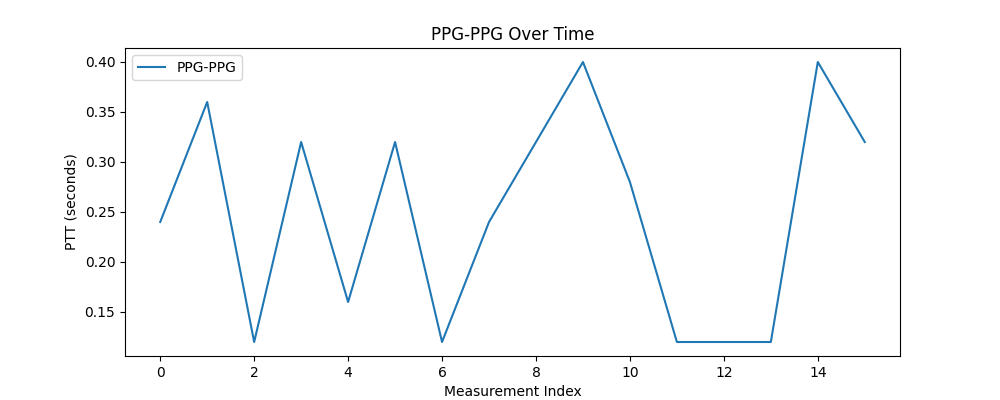 PPG-PPG Over Time
PPG-PPG
0.40
0.35
0.30
0.25
0.20
0.15
PTT (seconds)
0 2 4 6 8 10 12 14
Measurement Index